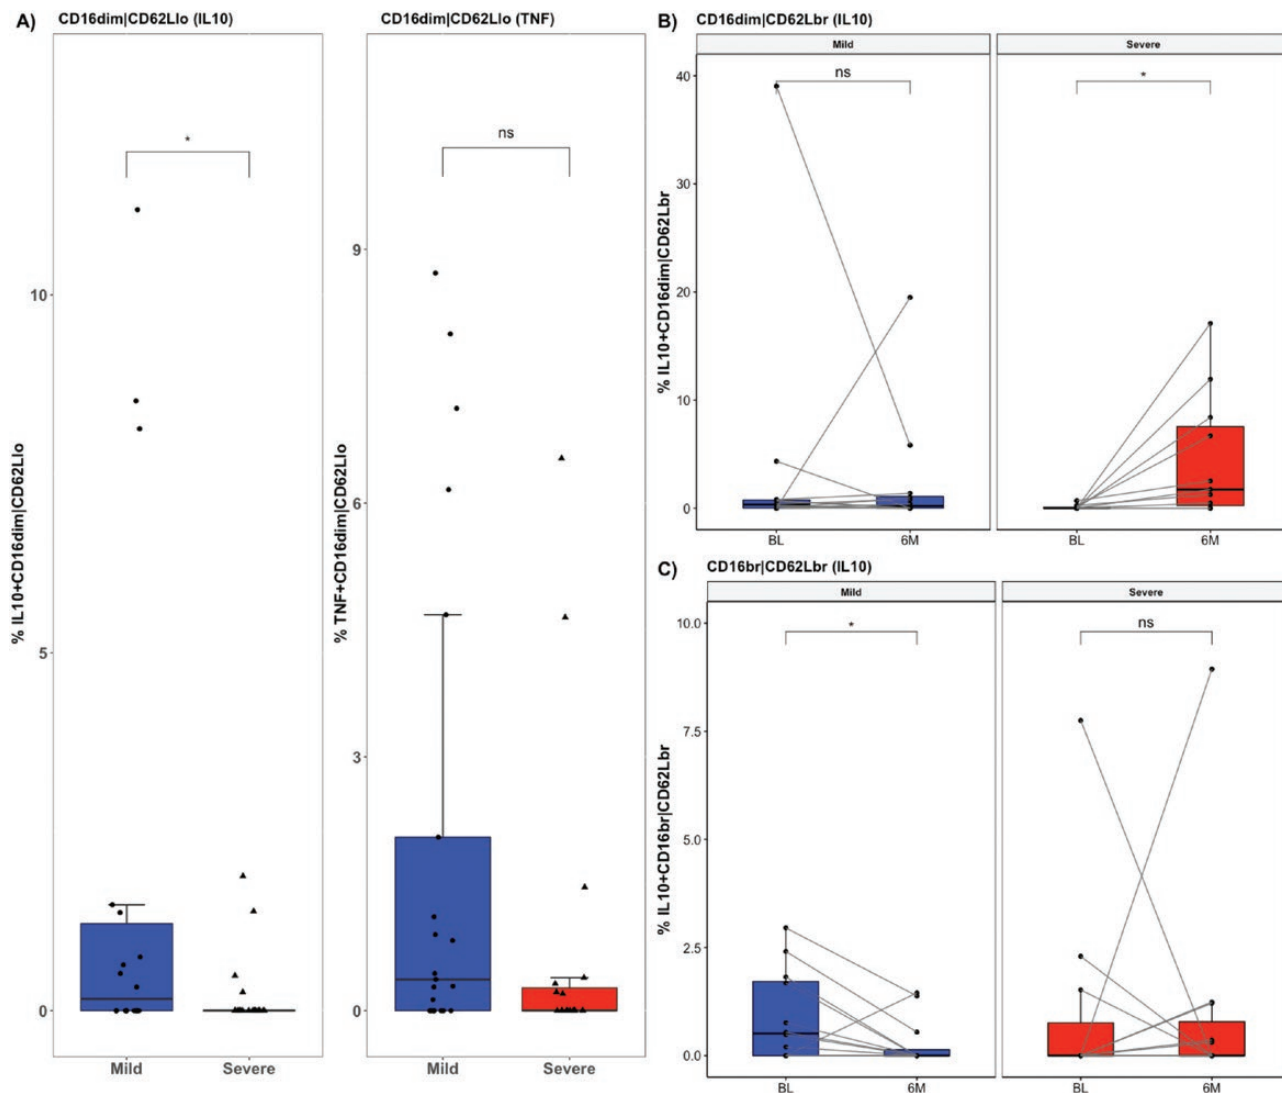 A)
CD16dim|CD62Llo (IL10)
% IL10+CD16dim|CD62Llo
10
5
0
*
Mild
Severe
CD16dim|CD62Llo (TNF)
% TNF+CD16dim|CD62Llo
9
6
3
0
ns
Mild
Severe
B)
CD16dim|CD62Lbr (IL10)
Mild
Severe
% IL10+CD16dim|CD62Lbr
40
30
20
10
0
ns
*
BL
6M
BL
6M
C)
CD16br|CD62Lbr (IL10)
Mild
Severe
% IL10+CD16br|CD62Lbr
10.0
7.5
5.0
2.5
0.0
*
ns
BL
6M
BL
6M